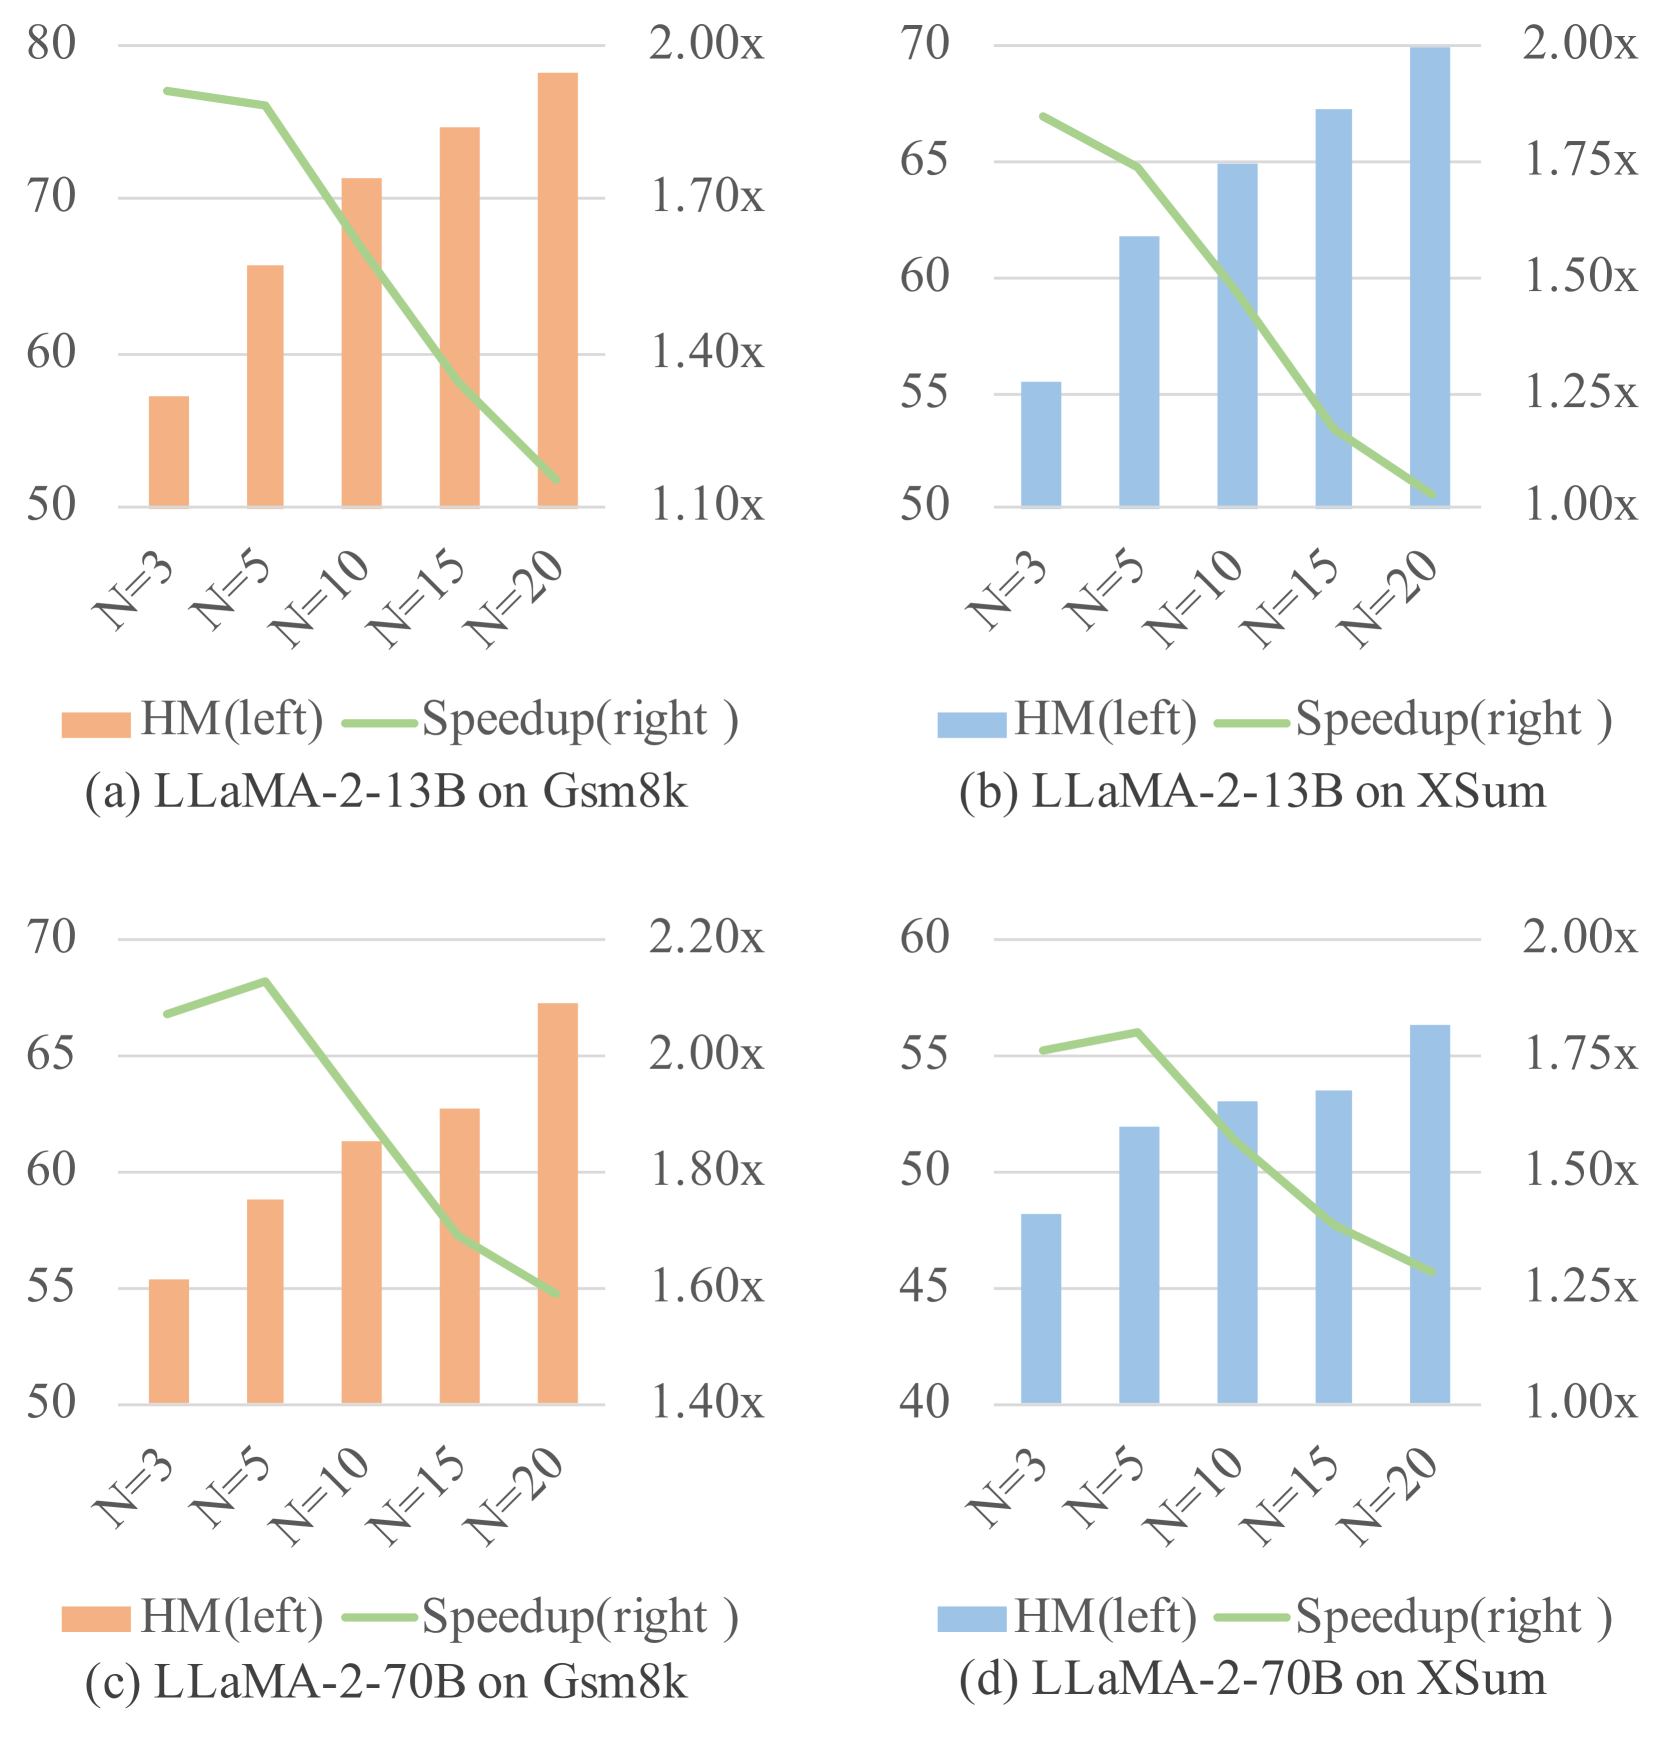 80
70
60
50
2.00x
1.70x
1.40x
1.10x
N=3
N=5
N=10
N=15
N=20
HM(left)
Speedup(right )
(a) LLaMA-2-13B on Gsm8k
70
65
60
55
50
2.00x
1.75x
1.50x
1.25x
1.00x
N=3
N=5
N=10
N=15
N=20
HM(left)
Speedup(right )
(b) LLaMA-2-13B on XSum
70
65
60
55
50
2.20x
2.00x
1.80x
1.60x
1.40x
N=3
N=5
N=10
N=15
N=20
HM(left)
Speedup(right )
(c) LLaMA-2-70B on Gsm8k
60
55
50
45
40
2.00x
1.75x
1.50x
1.25x
1.00x
N=3
N=5
N=10
N=15
N=20
HM(left)
Speedup(right )
(d) LLaMA-2-70B on XSum